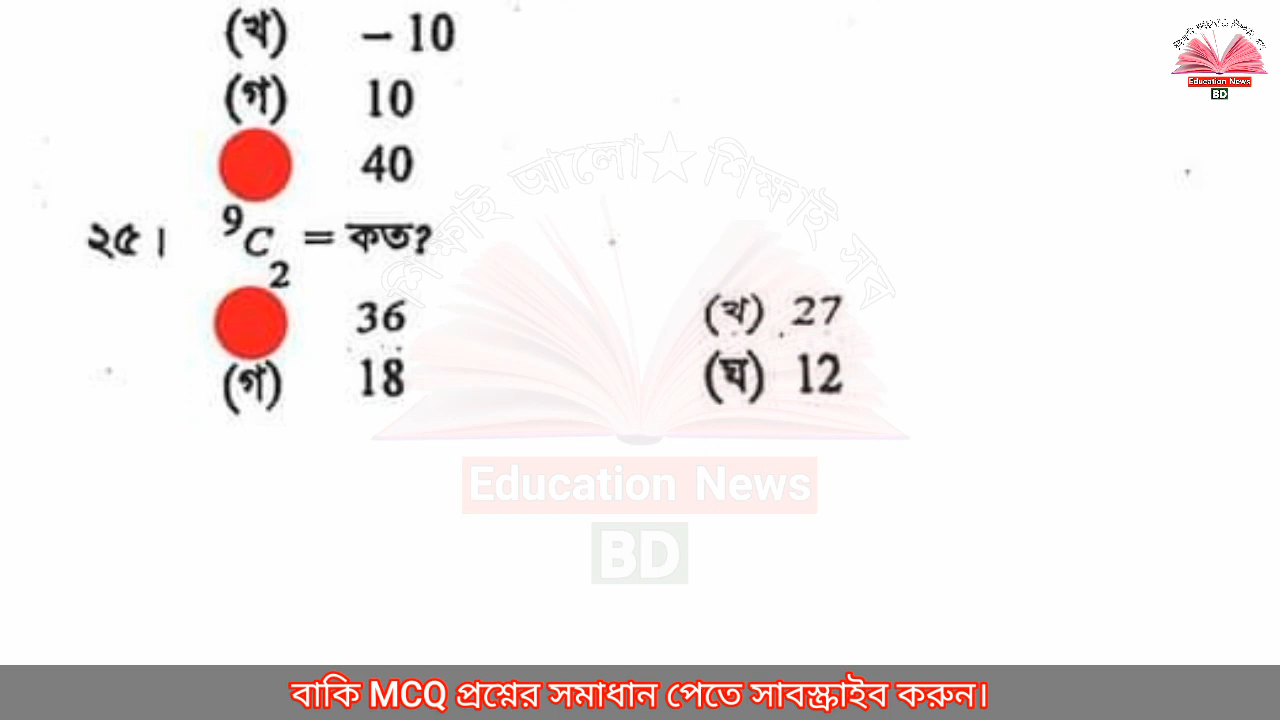 (খ) – 10
(গ) 10
40
২৫। ⁹C₂ = কত?
36 (খ) 27
(গ) 18 (ঘ) 12
শিক্ষাই আলো★শিক্ষাই সব
Education News
BD
Education News
BD
বাকি MCQ প্রশ্নের সমাধান পেতে সাবস্ক্রাইব করুন।